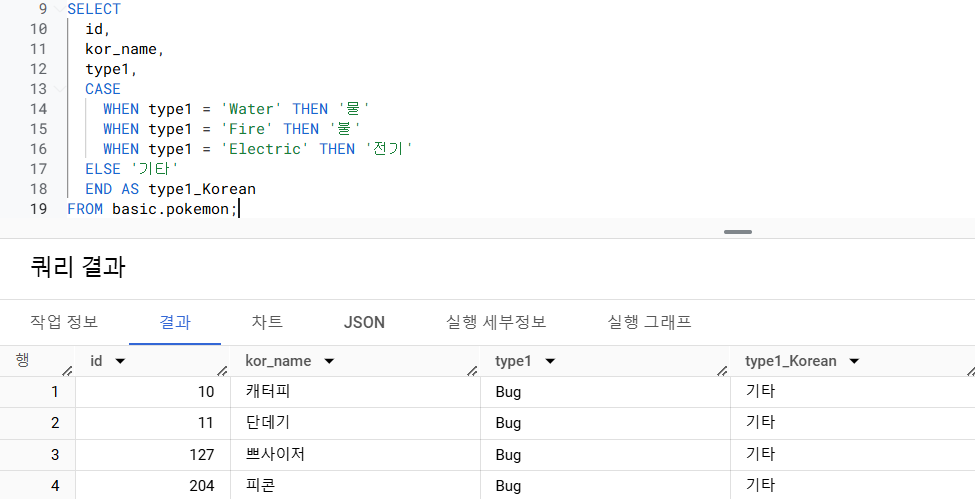 9 SELECT
10 id,
11 kor_name,
12 type1,
13 CASE
14 WHEN type1 = 'Water' THEN '물'
15 WHEN type1 = 'Fire' THEN '불'
16 WHEN type1 = 'Electric' THEN '전기'
17 ELSE '기타'
18 END AS type1_Korean
19 FROM basic.pokemon;
쿼리 결과
작업 정보 결과 차트 JSON 실행 세부정보 실행 그래프
행 id kor_name type1 type1_Korean
1 10 캐터피 Bug 기타
2 11 단데기 Bug 기타
3 127 쁘사이저 Bug 기타
4 204 피콘 Bug 기타